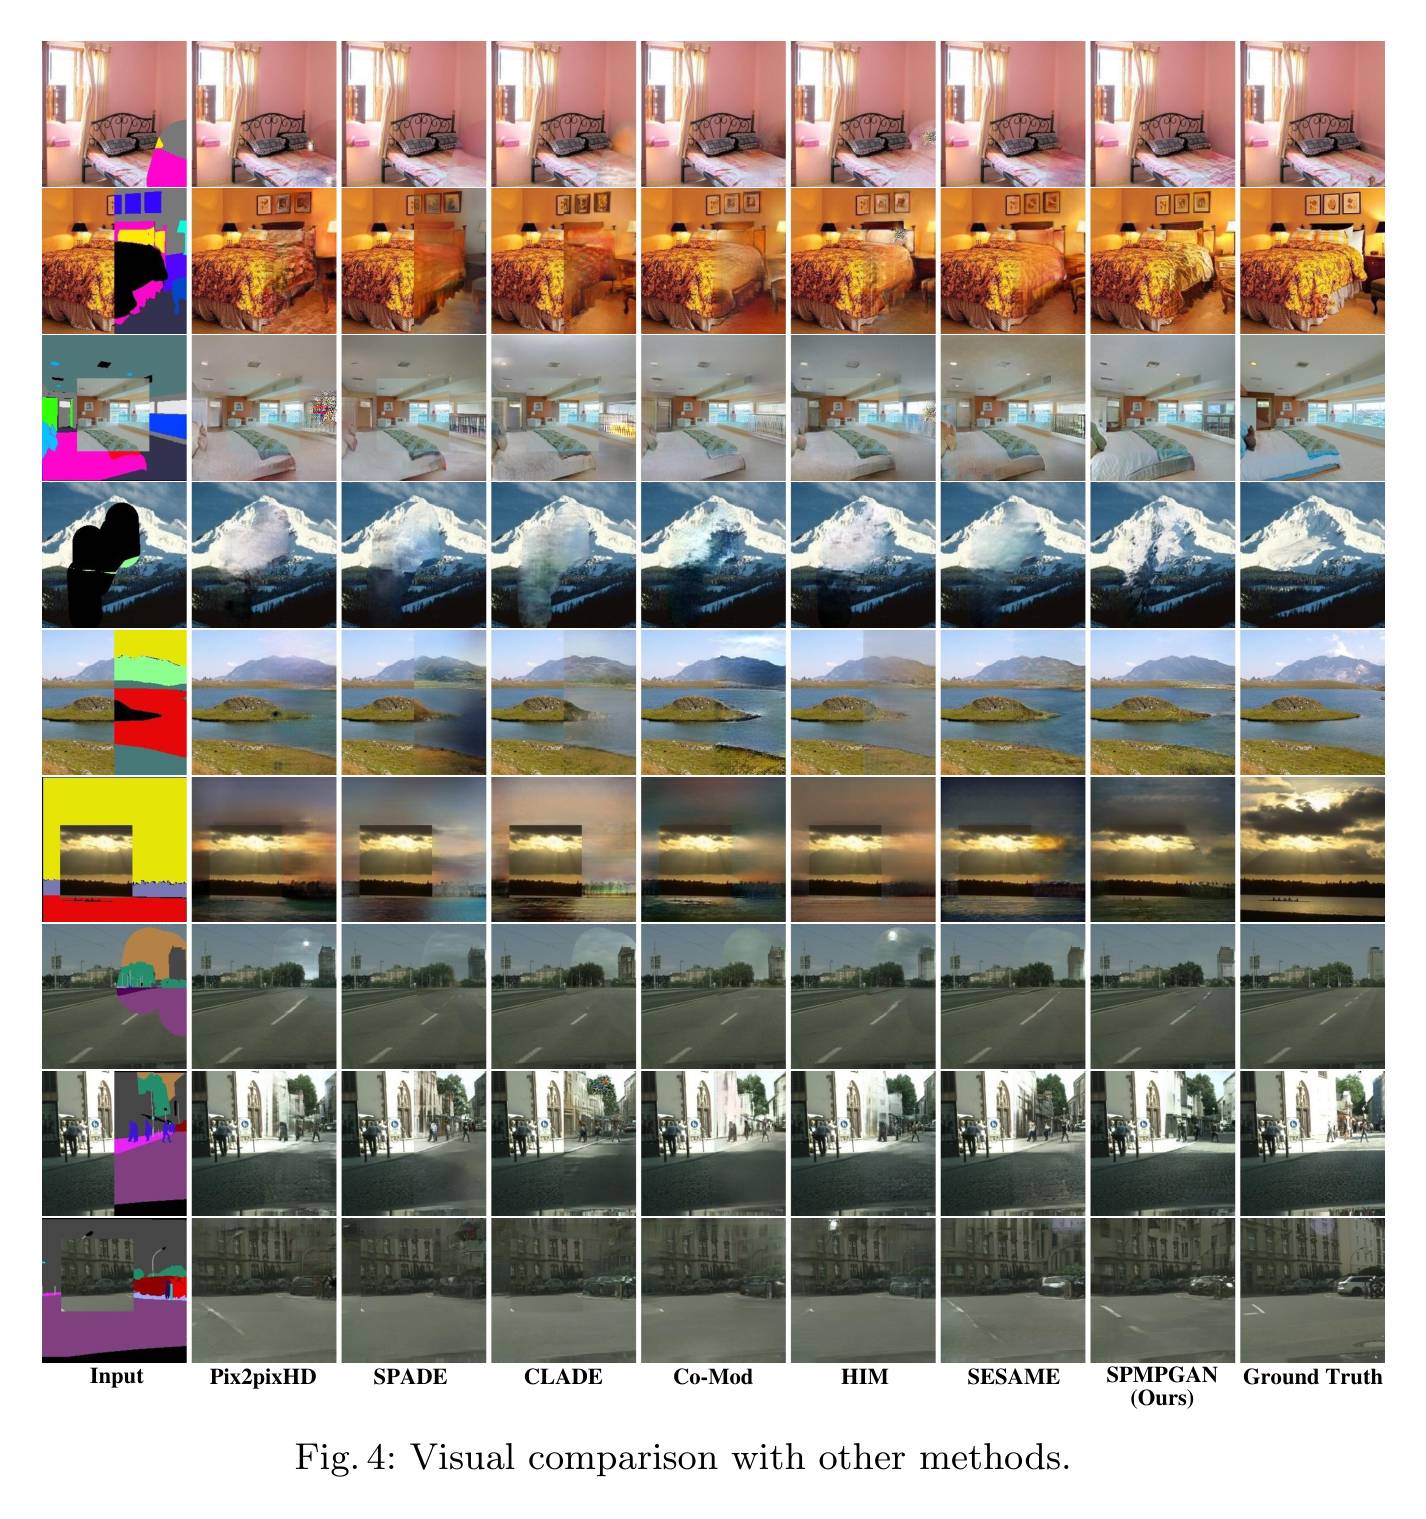 Input Pix2pixHD SPADE CLADE Co-Mod HIM SESAME SPMPGAN Ground Truth
(Ours)
Fig. 4: Visual comparison with other methods.